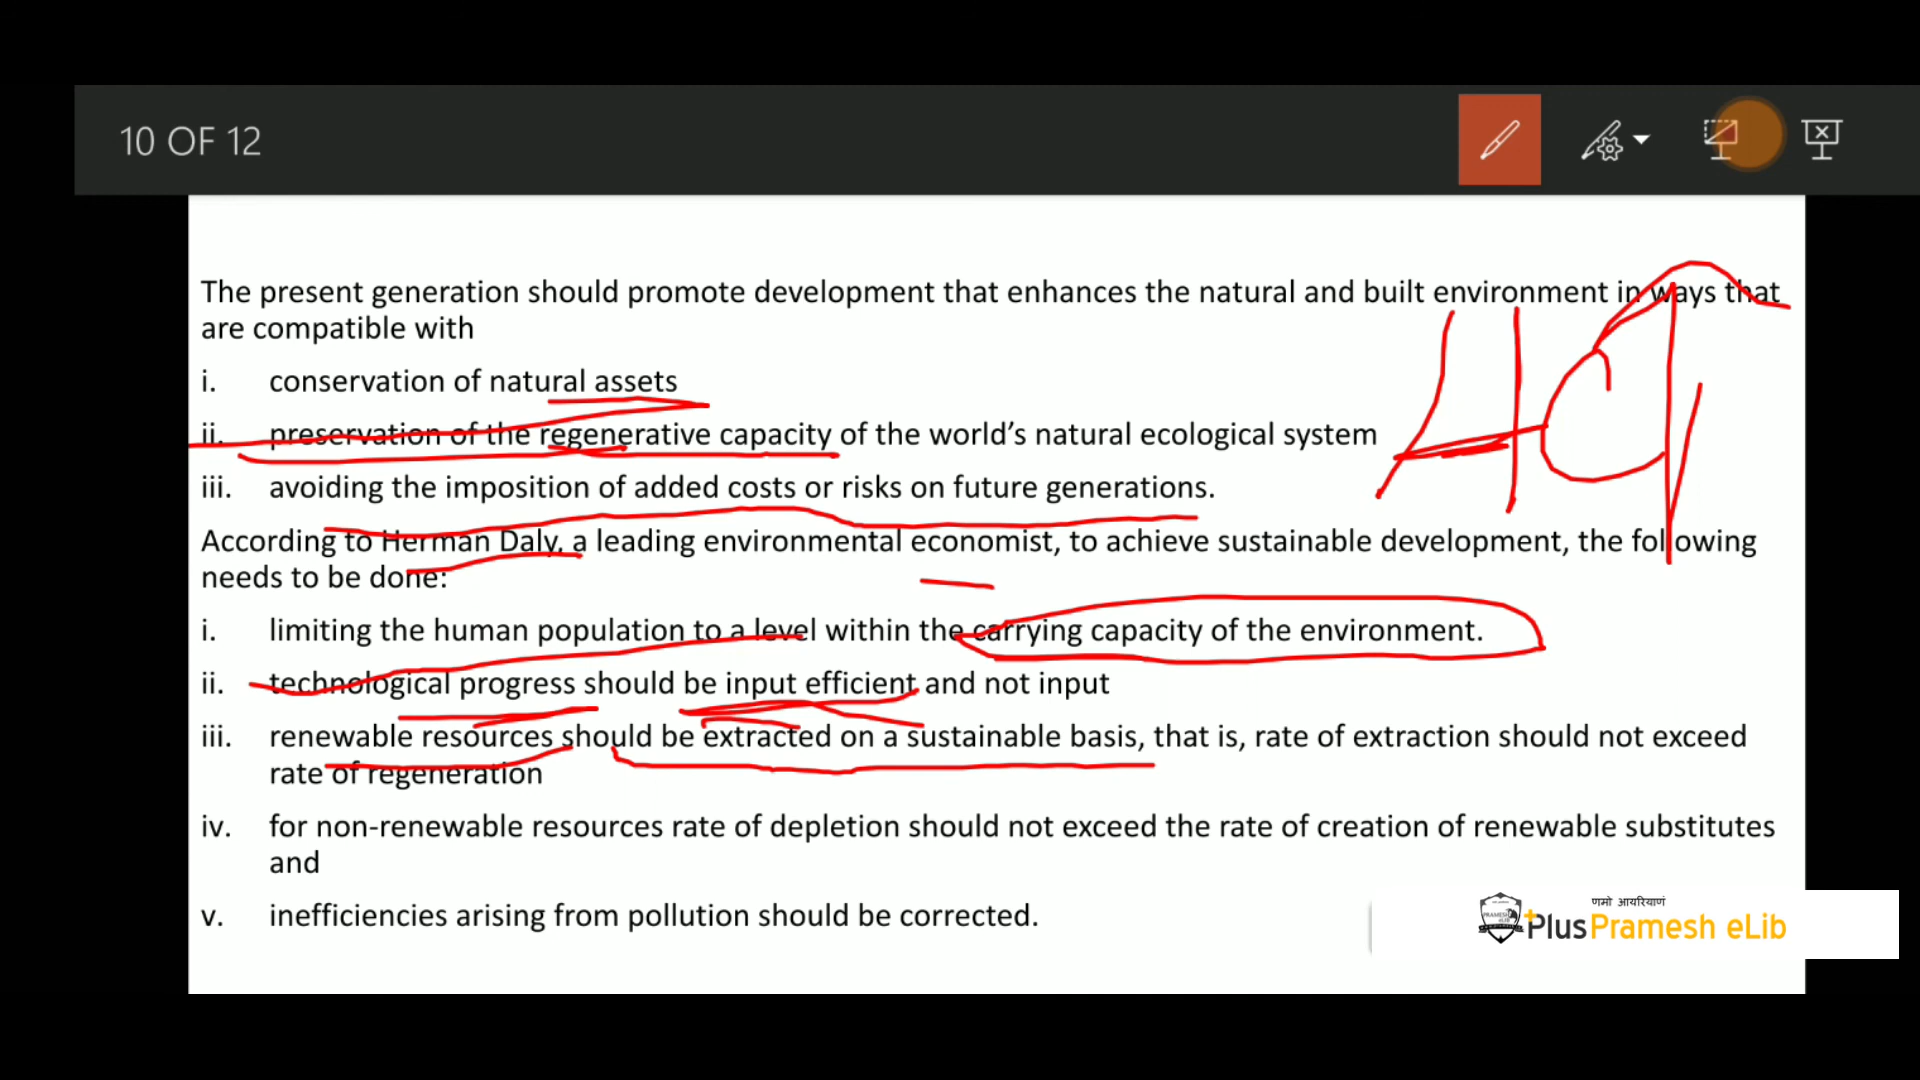 10 OF 12
The present generation should promote development that enhances the natural and built environment in ways that
are compatible with
i. conservation of natural assets
ii. preservation of the regenerative capacity of the world's natural ecological system
iii. avoiding the imposition of added costs or risks on future generations.
According to Herman Daly, a leading environmental economist, to achieve sustainable development, the following
needs to be done:
i. limiting the human population to a level within the carrying capacity of the environment.
ii. technological progress should be input efficient and not input
iii. renewable resources should be extracted on a sustainable basis, that is, rate of extraction should not exceed
rate of regeneration
iv. for non-renewable resources rate of depletion should not exceed the rate of creation of renewable substitutes
and
v. inefficiencies arising from pollution should be corrected.
णमो आयरियाणं
+Plus Pramesh eLib